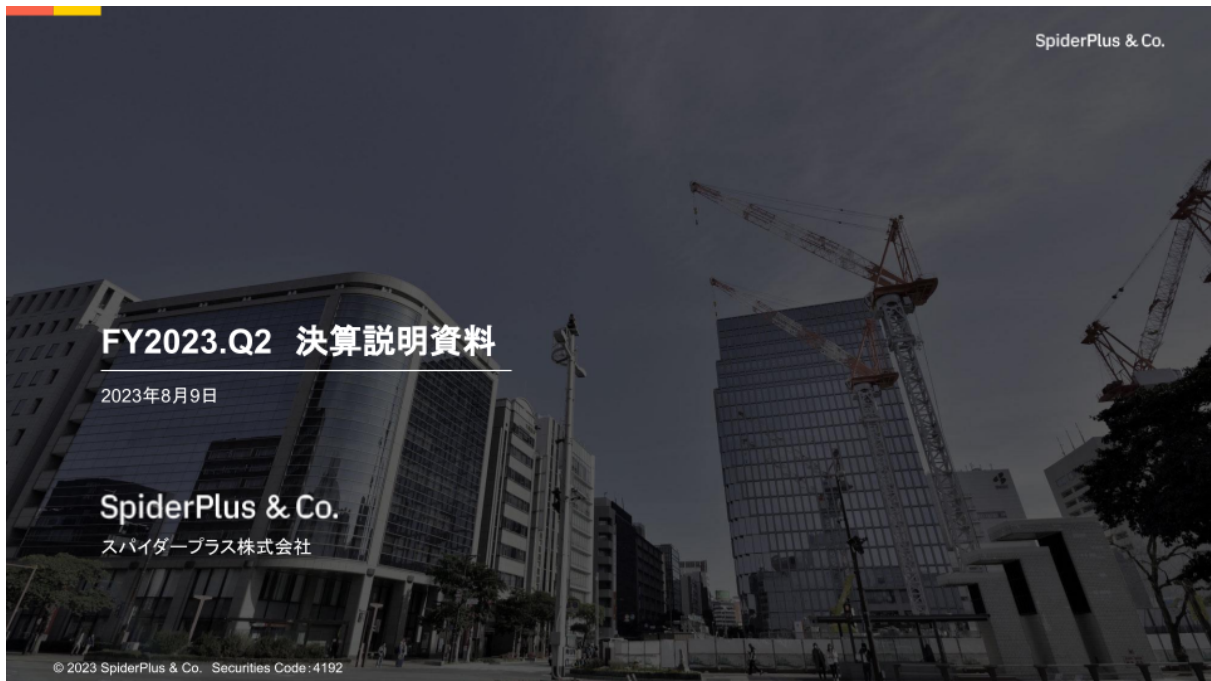 SpiderPlus & Co.
FY2023.Q2 決算説明資料
2023年8月9日
SpiderPlus & Co.
スパイダープラス株式会社
© 2023 SpiderPlus & Co. Securities Code:4192